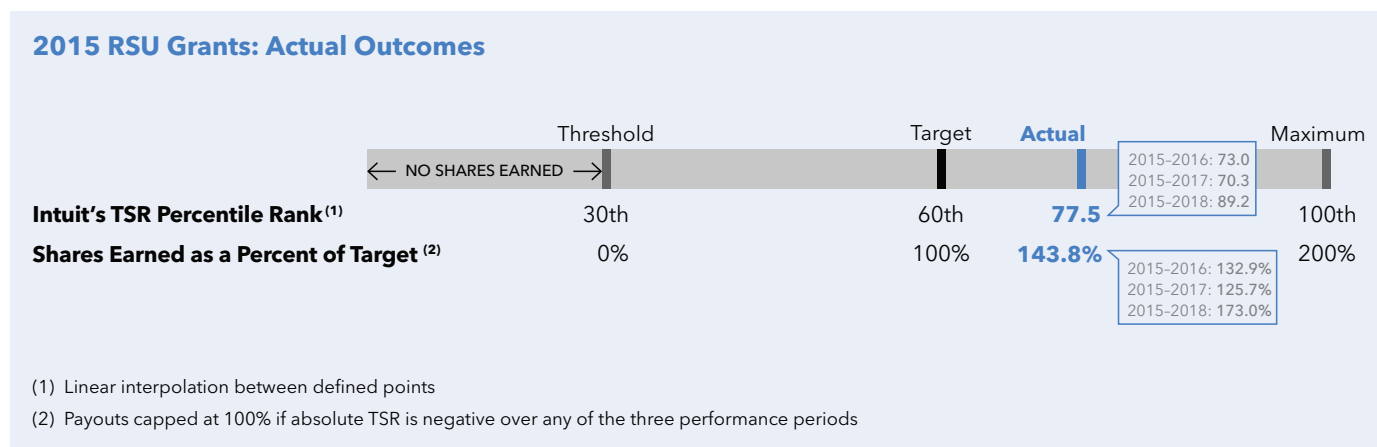 2015 RSU Grants: Actual Outcomes
Threshold Target Actual Maximum
NO SHARES EARNED
2015–2016: 73.0
2015–2017: 70.3
2015–2018: 89.2
Intuit’s TSR Percentile Rank(1) 30th 60th 77.5 100th
Shares Earned as a Percent of Target (2) 0% 100% 143.8% 200%
2015–2016: 132.9%
2015–2017: 125.7%
2015–2018: 173.0%
(1) Linear interpolation between defined points
(2) Payouts capped at 100% if absolute TSR is negative over any of the three performance periods